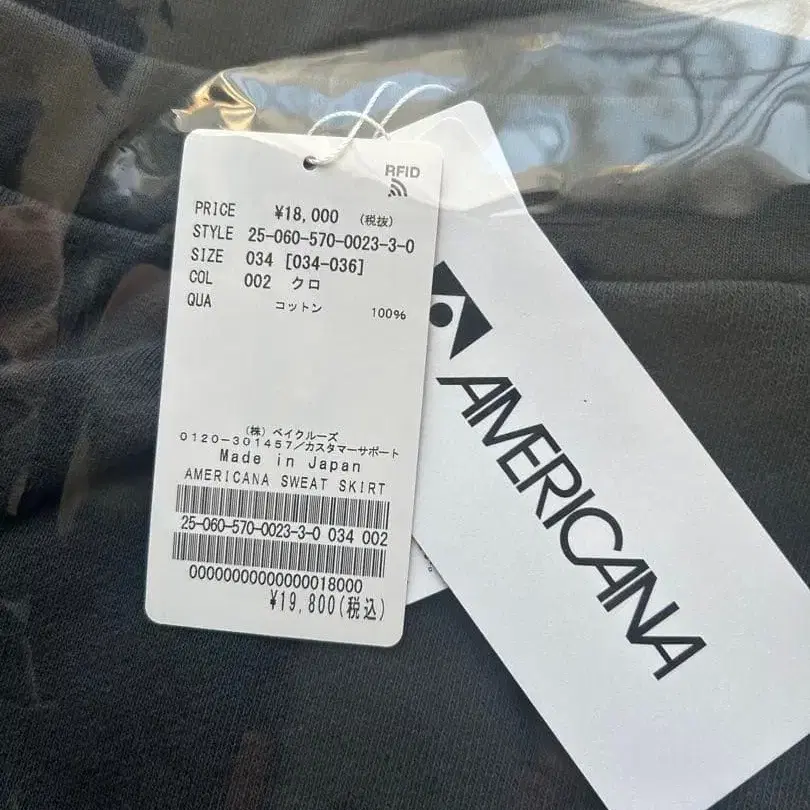 RFID
PRICE ¥18,000 (税抜)
STYLE 25-060-570-0023-3-0
SIZE 034 [034-036]
COL 002 クロ
QUA コットン 100%
(株) ベイクルーズ
0120-301457/カスタマーサポート
Made in Japan
AMERICANA SWEAT SKIRT
25-060-570-0023-3-0 034 002
00000000000000018000
¥19,800(税込)
AMERICANA